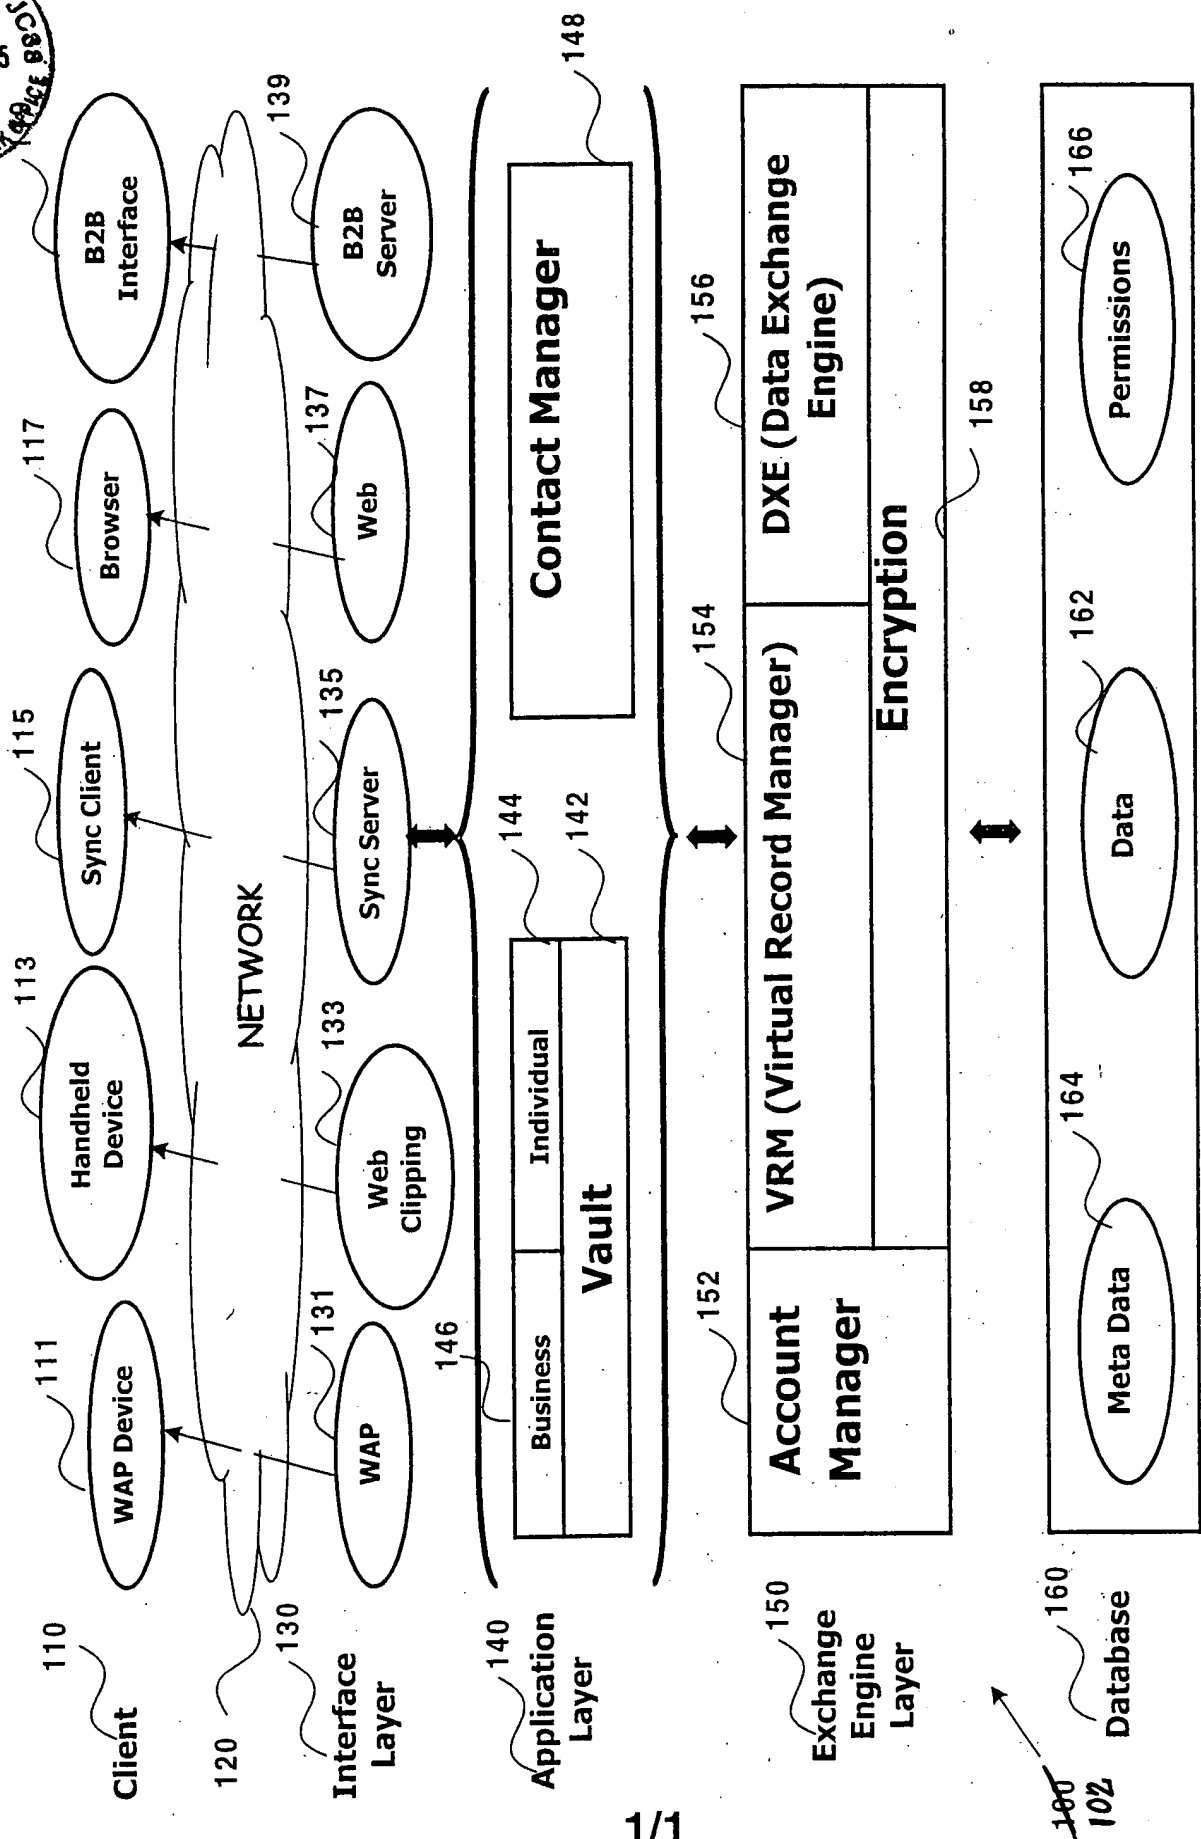 110
Client
111
WAP Device
113
Handheld
Device
115
Sync Client
117
Browser
B2B
Interface
120
NETWORK
130
Interface
Layer
131
WAP
133
Web
Clipping
135
Sync Server
137
Web
139
B2B
Server
140
Application
Layer
146
Business
Individual
144
Vault
142
Contact Manager
148
150
Exchange
Engine
Layer
152
Account
Manager
154
VRM (Virtual Record Manager)
156
DXE (Data Exchange
Engine)
Encryption
158
160
Database
164
Meta Data
162
Data
166
Permissions
100
102
1/1